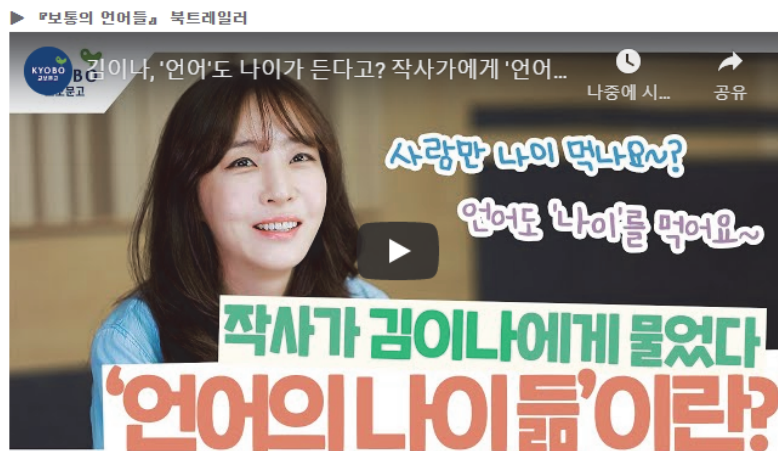 ▶ 『보통의 언어들』 북트레일러
KYOBO
교보문고
김이나, '언어'도 나이가 든다고? 작사가에게 '언어...
나중에 시...
공유
사람만 나이 먹나요~?
언어도 '나이'를 먹어요~
작사가 김이나에게 물었다
'언어의 나이 듦'이란?